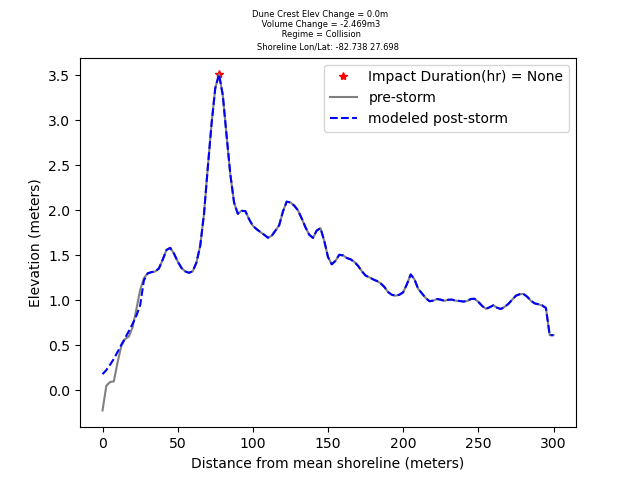 Dune Crest Elev Change = 0.0m
Volume Change = -2.469m3
Regime = Collision
Shoreline Lon/Lat: -82.738 27.698
Impact Duration(hr) = None
pre-storm
modeled post-storm
Elevation (meters)
3.5
3.0
2.5
2.0
1.5
1.0
0.5
0.0
0 50 100 150 200 250 300
Distance from mean shoreline (meters)